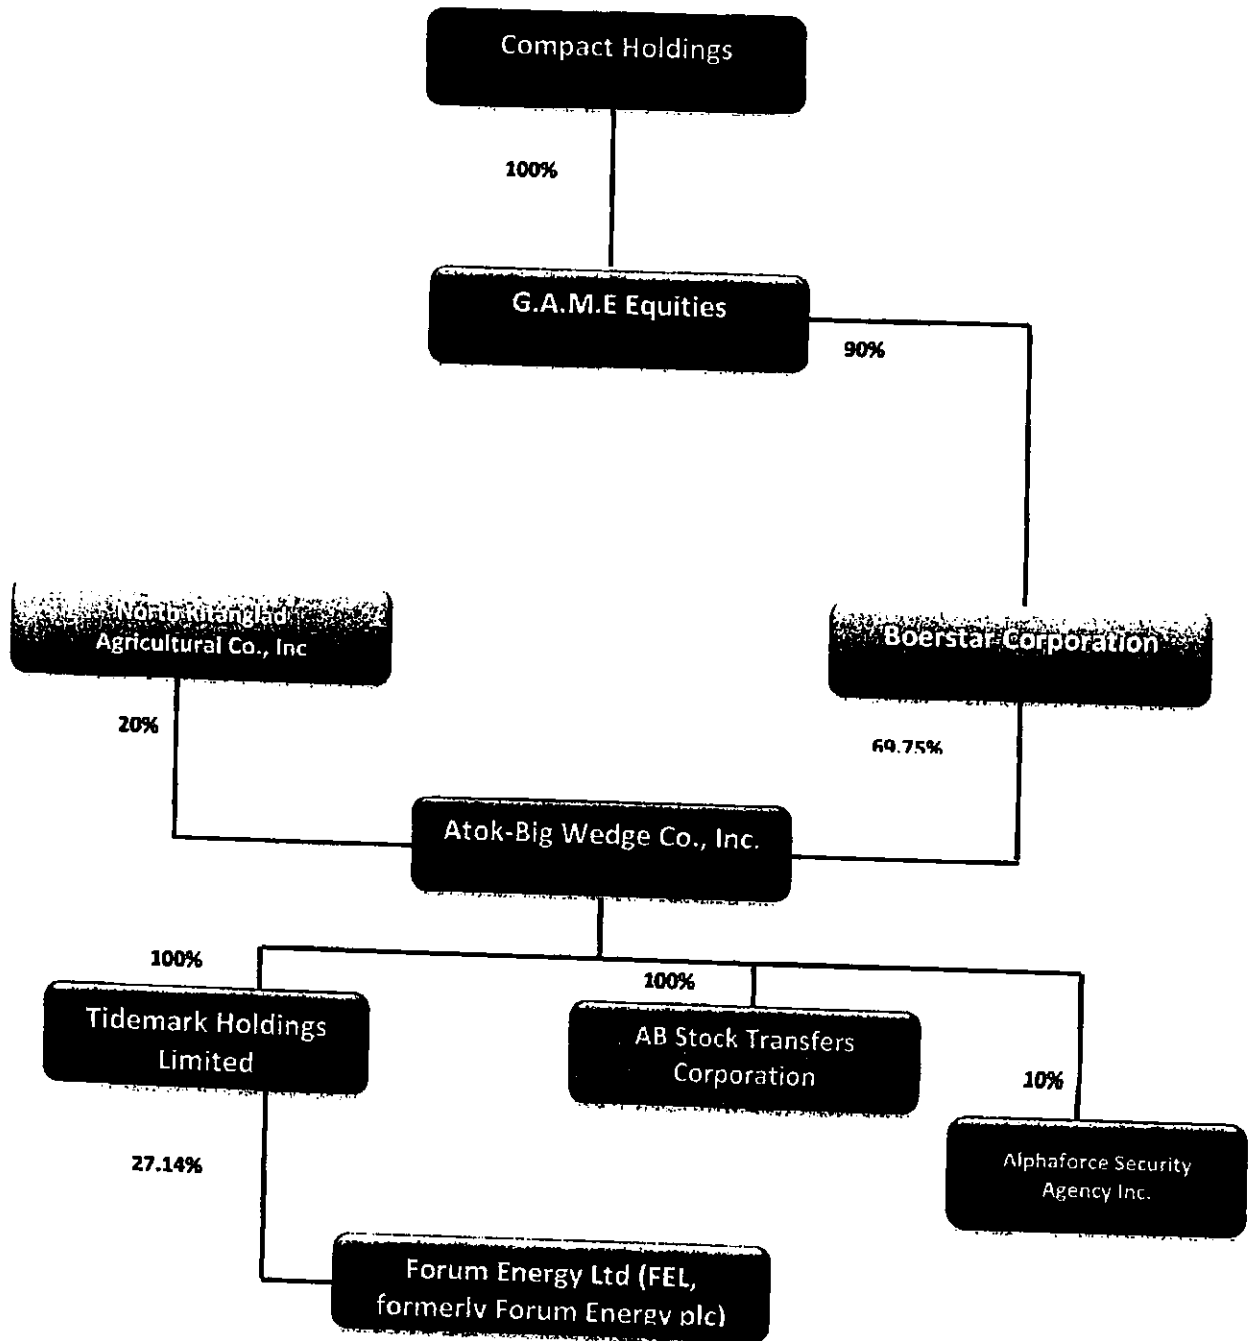 Compact Holdings
100%
G.A.M.E Equities
90%
North Kitanglad
Agricultural Co., Inc
Boerstar Corporation
20%
69.75%
Atok-Big Wedge Co., Inc.
100%
100%
Tidemark Holdings
Limited
AB Stock Transfers
Corporation
10%
27.14%
Alphaforce Security
Agency Inc.
Forum Energy Ltd (FEL,
formerly Forum Energy plc)